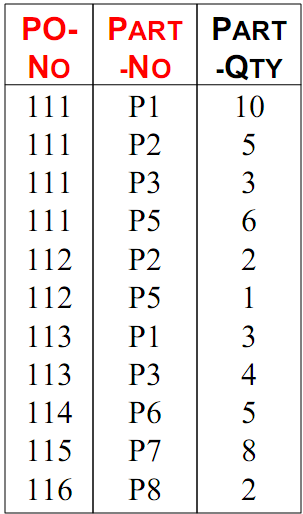 PO- PART PART
NO -NO -QTY
111 P1 10
111 P2 5
111 P3 3
111 P5 6
112 P2 2
112 P5 1
113 P1 3
113 P3 4
114 P6 5
115 P7 8
116 P8 2